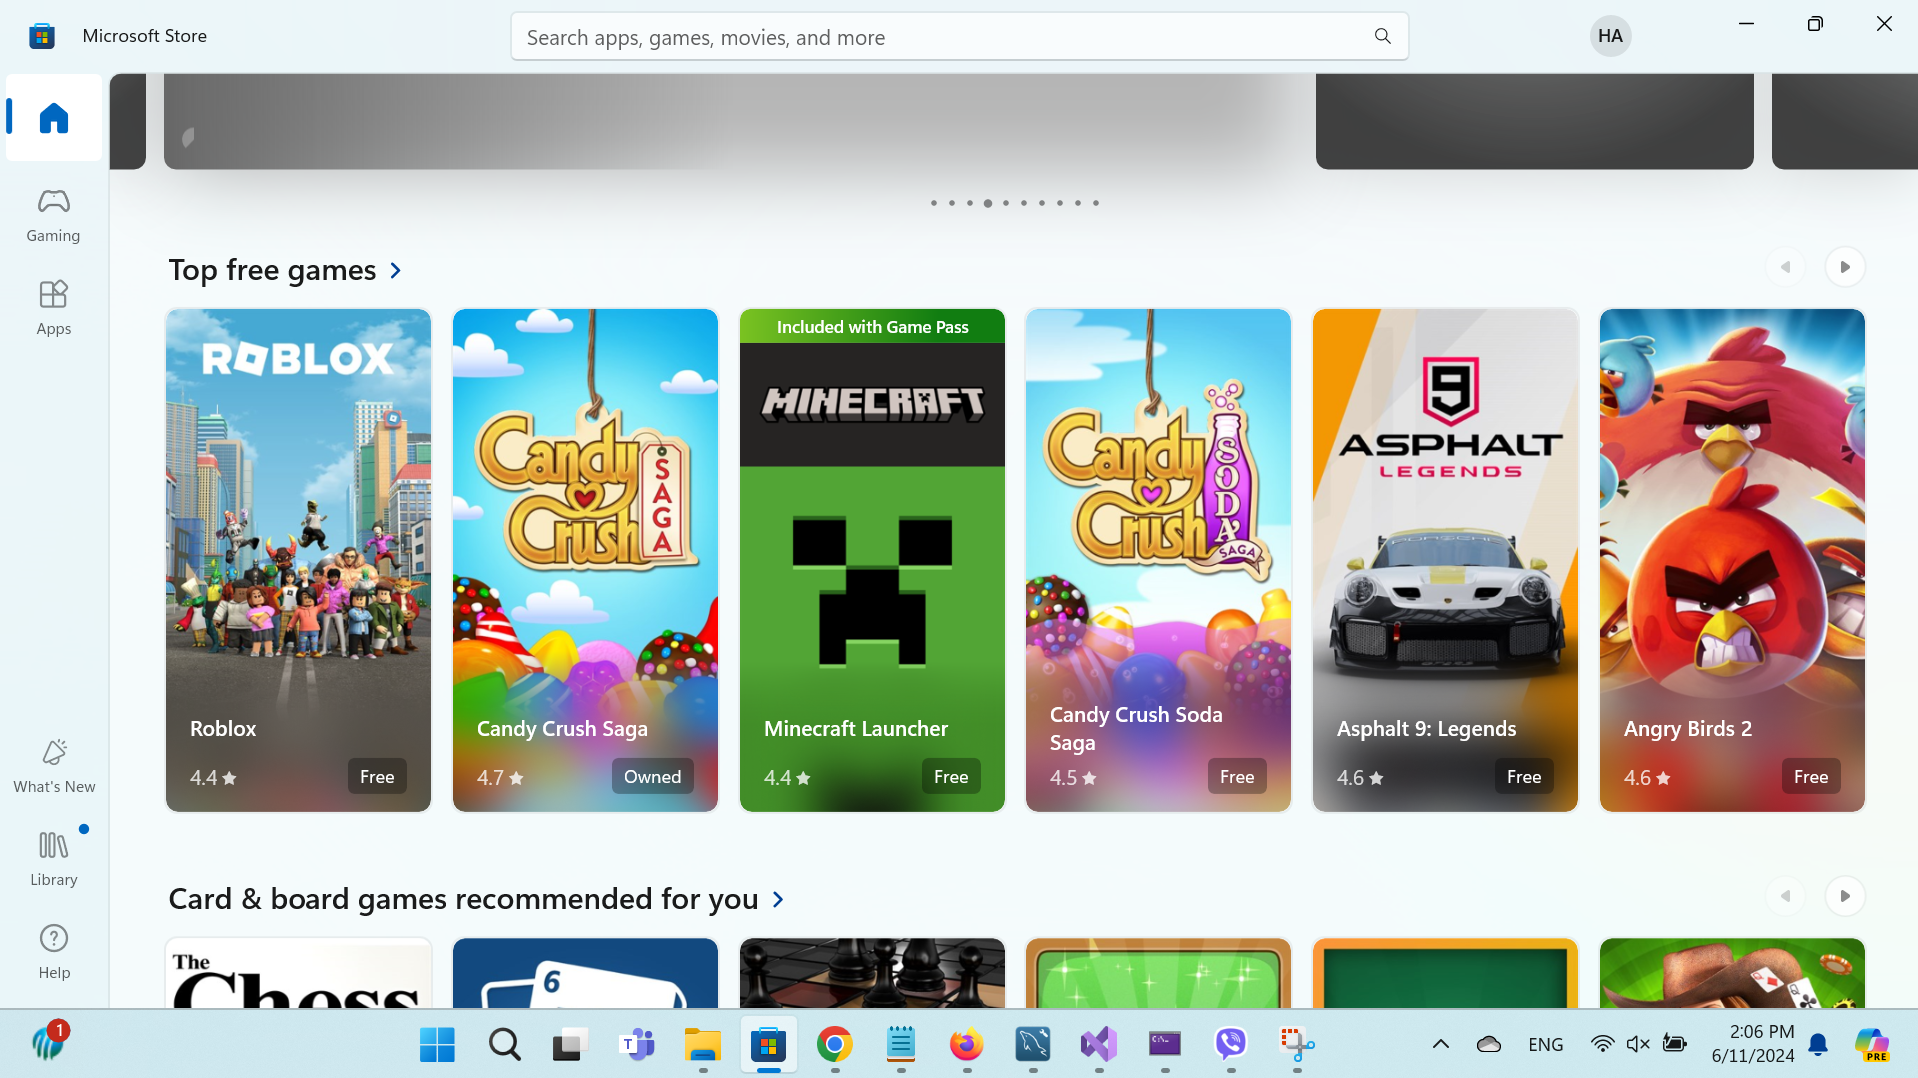 Microsoft Store
Search apps, games, movies, and more
HA
Gaming
Apps
What's New
Library
Help
Top free games
ROBLOX
Roblox
4.4
Free
Candy
Crush
SAGA
Candy Crush Saga
4.7
Owned
Included with Game Pass
MINECRAFT
Minecraft Launcher
4.4
Free
Candy
Crush
SODA
SAGA
Candy Crush Soda
Saga
4.5
Free
9
ASPHALT
LEGENDS
PORSCHE
Asphalt 9: Legends
4.6
Free
Angry Birds 2
4.6
Free
Card & board games recommended for you
The
Chess
6
Q
1
T
C:\_
ENG
2:06 PM
6/11/2024
PRE